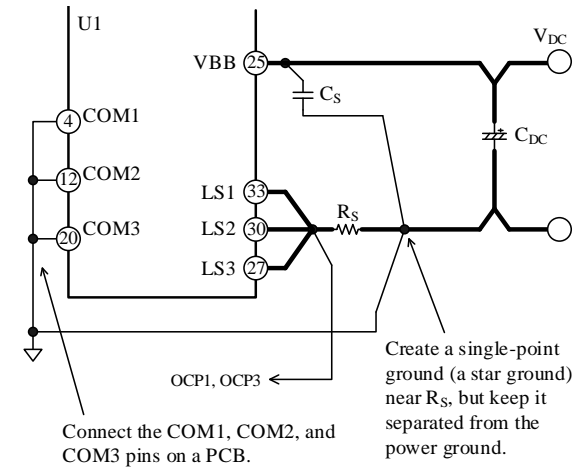 U1
VDC
VBB
25
CS
4
COM1
CDC
12
COM2
LS1
33
20
COM3
LS2
30
RS
LS3
27
OCP1, OCP3
Create a single-point
ground (a star ground)
near RS, but keep it
separated from the
power ground.
Connect the COM1, COM2, and
COM3 pins on a PCB.